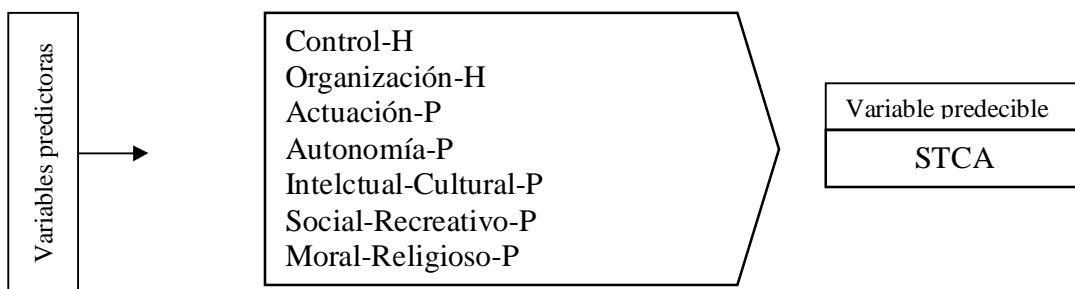 Variables predictoras
Control-H
Organización-H
Actuación-P
Autonomía-P
Intelctual-Cultural-P
Social-Recreativo-P
Moral-Religioso-P
Variable predecible
STCA